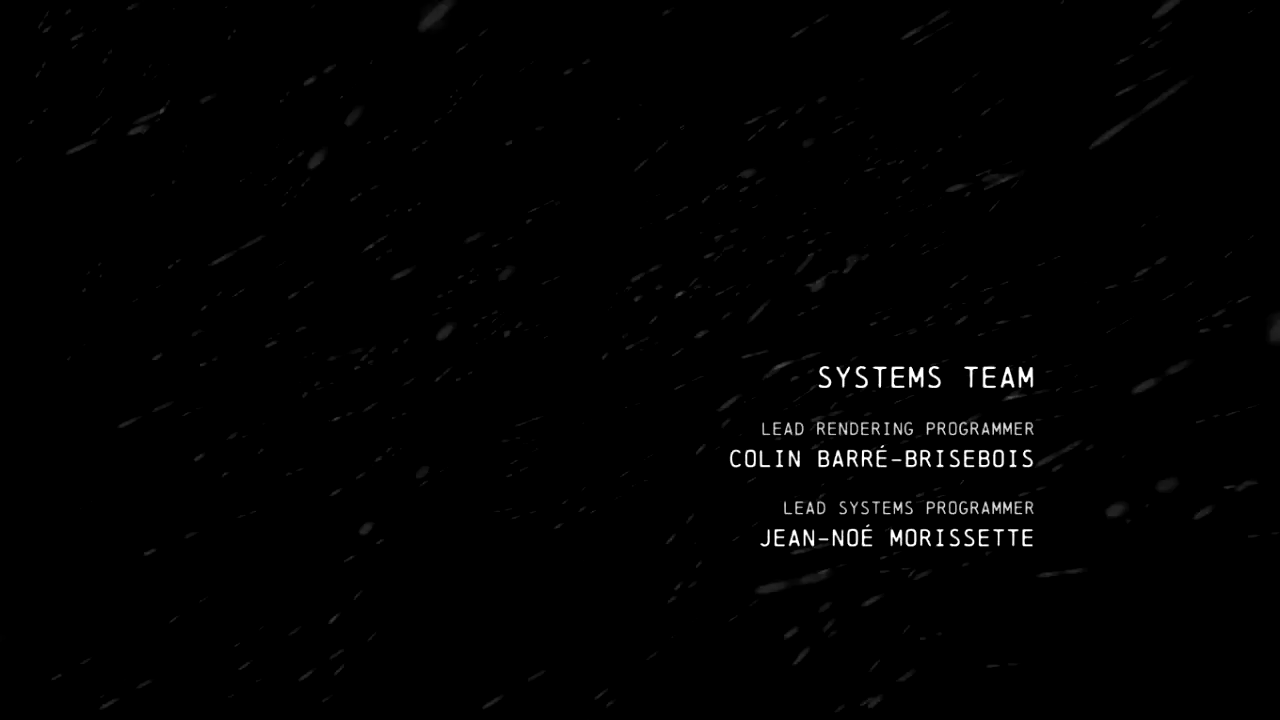 SYSTEMS TEAM
LEAD RENDERING PROGRAMMER
COLIN BARRÉ-BRISEBOIS
LEAD SYSTEMS PROGRAMMER
JEAN-NOÉ MORISSETTE